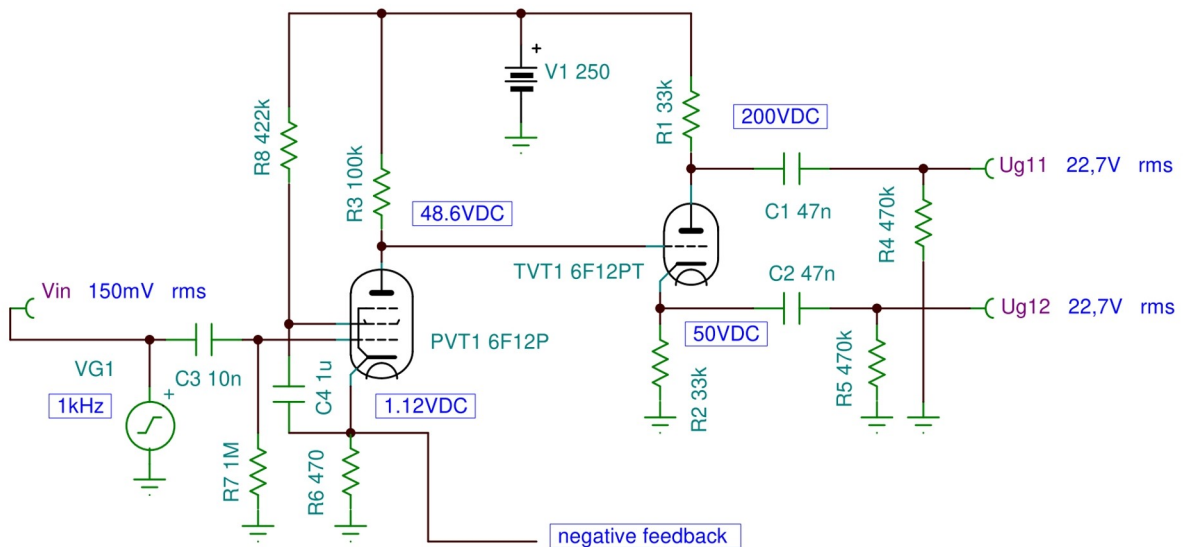 +
V1 250
R8 422k
R3 100k
R1 33k
200VDC
Ug11 22,7V rms
C1 47n
R4 470k
48.6VDC
TVT1 6F12PT
C2 47n
Ug12 22,7V rms
50VDC
R2 33k
R5 470k
Vin 150mV rms
PVT1 6F12P
VG1
C3 10n
C4 1u
1kHz
+
1.12VDC
R7 1M
R6 470
negative feedback